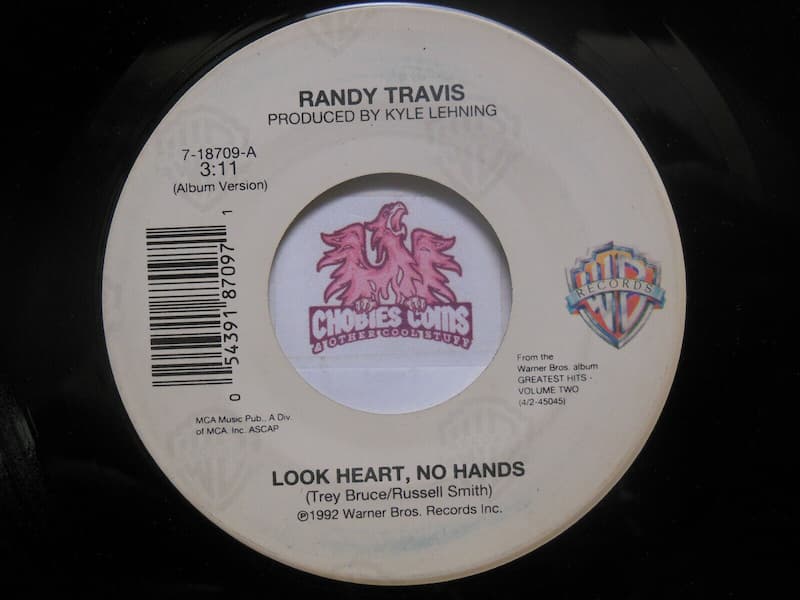 RANDY TRAVIS
PRODUCED BY KYLE LEHNING
7-18709-A
3:11
(Album Version)
0 54391 87097 1
CHOBIES COINS
& OTHER COOL STUFF
WB
RECORDS
From the
Warner Bros. album
GREATEST HITS -
VOLUME TWO
(4/2-45045)
MCA Music Pub., A Div.
of MCA. Inc. ASCAP
LOOK HEART, NO HANDS
(Trey Bruce/Russell Smith)
℗1992 Warner Bros. Records Inc.